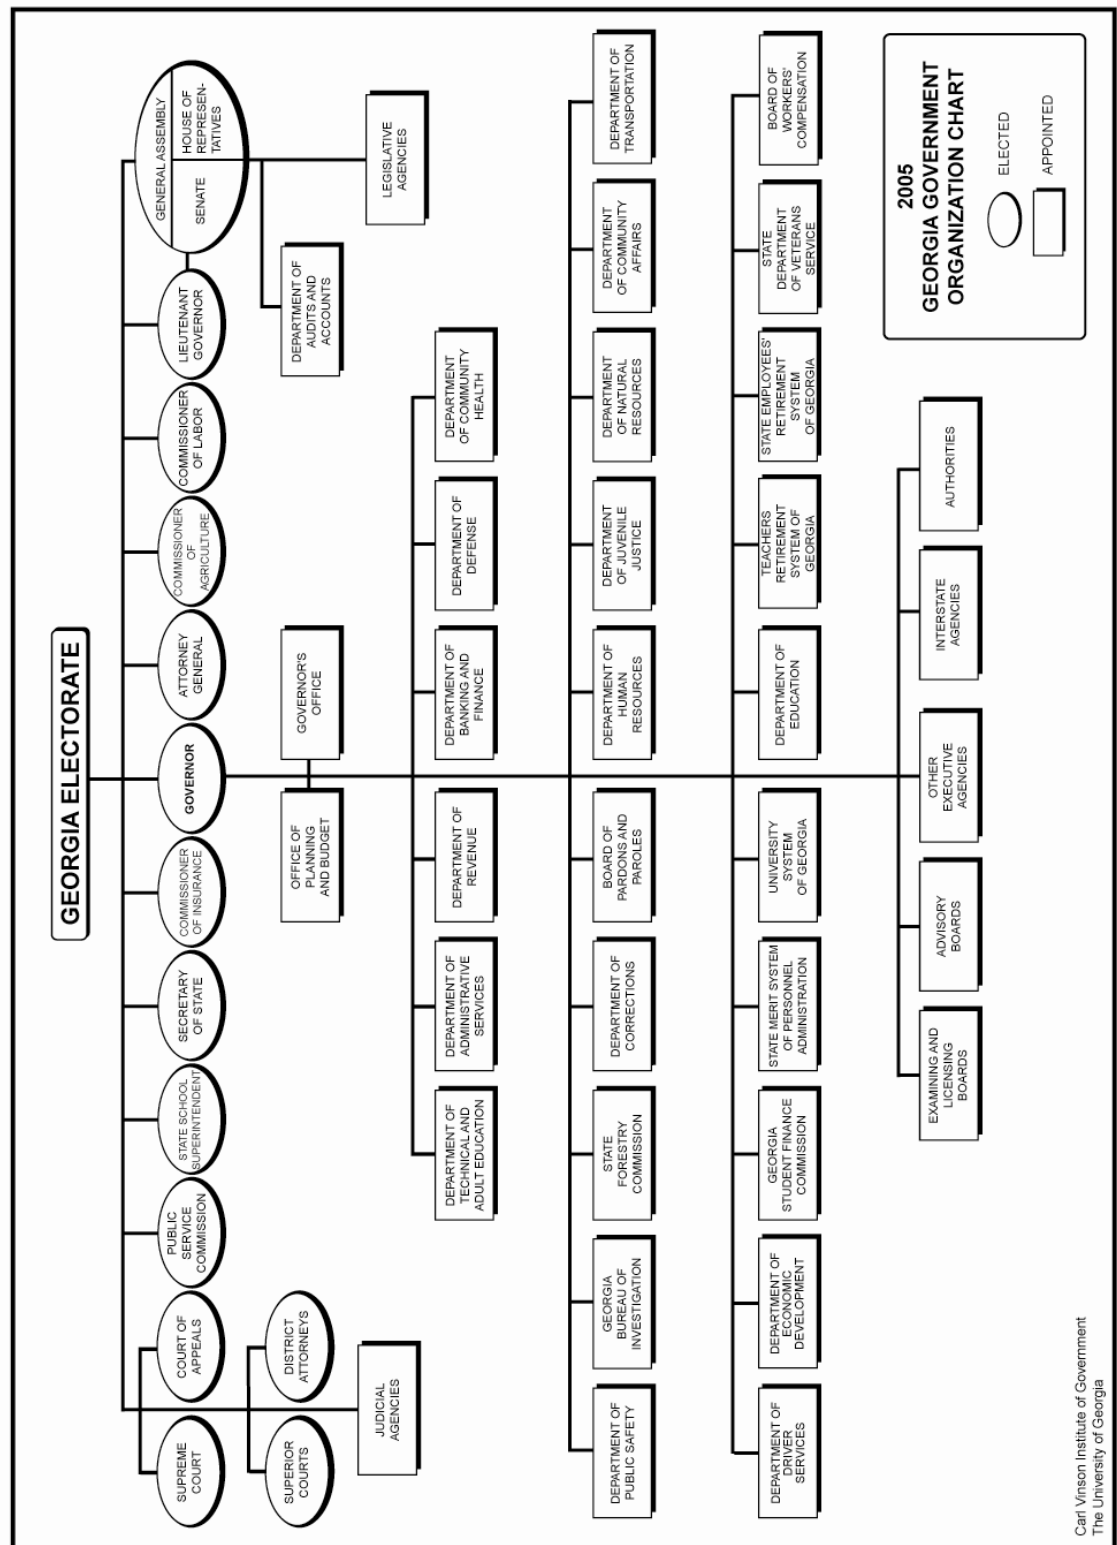 GEORGIA ELECTORATE
SUPREME
COURT
COURT OF
APPEALS
PUBLIC
SERVICE
COMMISSION
STATE SCHOOL
SUPERINTENDENT
SECRETARY
OF STATE
COMMISSIONER
OF INSURANCE
GOVERNOR
ATTORNEY
GENERAL
COMMISSIONER
OF
AGRICULTURE
COMMISSIONER
OF LABOR
LIEUTENANT
GOVERNOR
GENERAL ASSEMBLY
SENATE
HOUSE OF
REPRESEN-
TATIVES
SUPERIOR
COURTS
DISTRICT
ATTORNEYS
OFFICE OF
PLANNING
AND BUDGET
GOVERNOR'S
OFFICE
DEPARTMENT OF
AUDITS AND
ACCOUNTS
JUDICIAL
AGENCIES
LEGISLATIVE
AGENCIES
DEPARTMENT OF
TECHNICAL AND
ADULT EDUCATION
DEPARTMENT OF
ADMINISTRATIVE
SERVICES
DEPARTMENT OF
REVENUE
DEPARTMENT OF
BANKING AND
FINANCE
DEPARTMENT OF
DEFENSE
DEPARTMENT
OF COMMUNITY
HEALTH
DEPARTMENT OF
PUBLIC SAFETY
GEORGIA
BUREAU OF
INVESTIGATION
STATE
FORESTRY
COMMISSION
DEPARTMENT OF
CORRECTIONS
BOARD OF
PARDONS AND
PAROLES
DEPARTMENT OF
HUMAN
RESOURCES
DEPARTMENT
OF JUVENILE
JUSTICE
DEPARTMENT
OF NATURAL
RESOURCES
DEPARTMENT
OF COMMUNITY
AFFAIRS
DEPARTMENT OF
TRANSPORTATION
DEPARTMENT OF
DRIVER
SERVICES
DEPARTMENT OF
ECONOMIC
DEVELOPMENT
GEORGIA
STUDENT FINANCE
COMMISSION
STATE MERIT SYSTEM
OF PERSONNEL
ADMINISTRATION
UNIVERSITY
SYSTEM
OF GEORGIA
DEPARTMENT OF
EDUCATION
TEACHERS
RETIREMENT
SYSTEM OF
GEORGIA
STATE EMPLOYEES'
RETIREMENT
SYSTEM
OF GEORGIA
STATE
DEPARTMENT
OF VETERANS
SERVICE
BOARD OF
WORKERS'
COMPENSATION
EXAMINING AND
LICENSING
BOARDS
ADVISORY
BOARDS
OTHER
EXECUTIVE
AGENCIES
INTERSTATE
AGENCIES
AUTHORITIES
2005
GEORGIA GOVERNMENT
ORGANIZATION CHART
ELECTED
APPOINTED
Carl Vinson Institute of Government
The University of Georgia